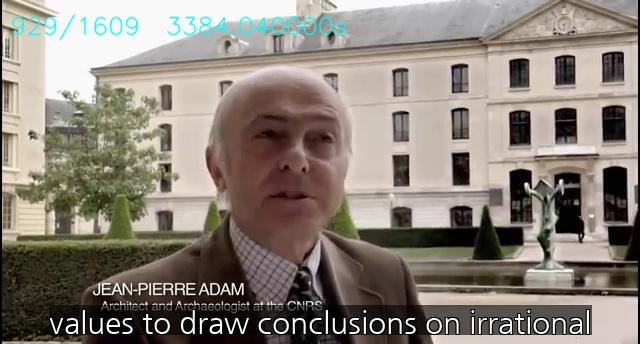 929/1609 3384.040000s
JEAN-PIERRE ADAM
Architect and Archaeologist at the CNRS
values to draw conclusions on irrational